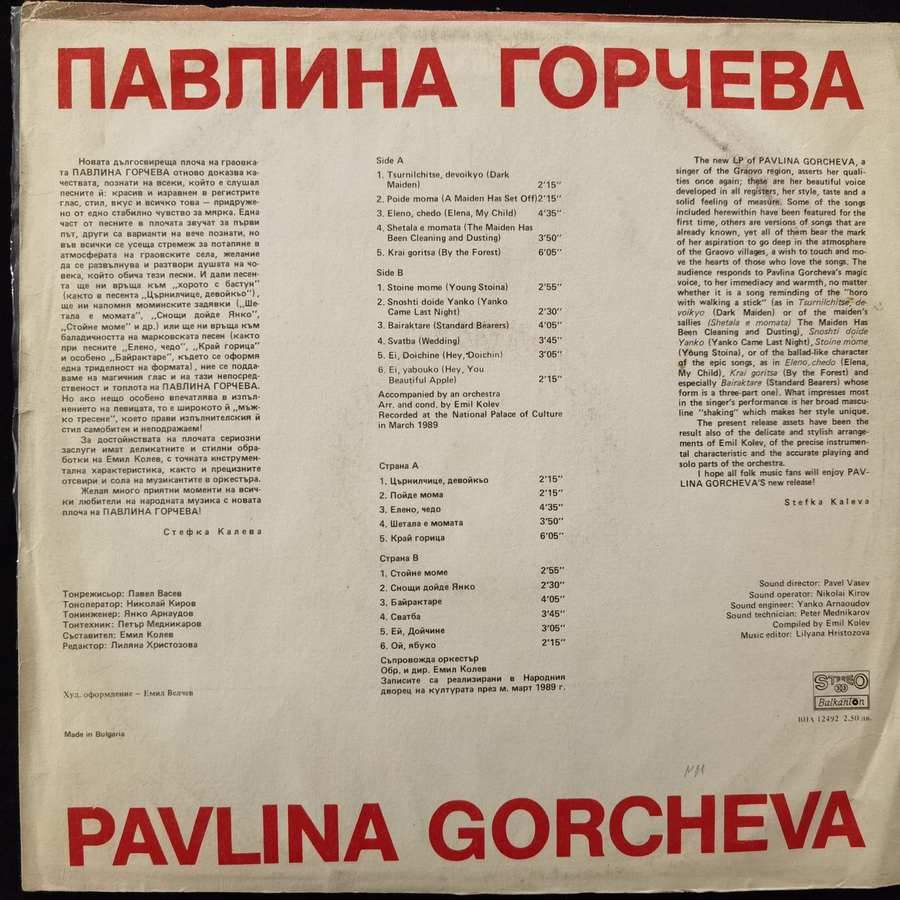 ПАВЛИНА ГОРЧЕВА
Новата дългосвиреща плоча на граовка-
та ПАВЛИНА ГОРЧЕВА отново доказва ка-
чествата, познати на всеки, който е слушал
песните ѝ: красив и изравнен в регистрите
глас, стил, вкус и всичко това – придруже-
но от едно стабилно чувство за мярка. Една
част от песните в плочата звучат за първи
път, други са варианти на вече познати, но
във всички се усеща стремеж за потапяне в
атмосферата на граовските села, желание
да се развълнува и разтвори душата на чо-
века, който обича тези песни. И дали песен-
та ще ни връща към „хорото с бастун"
(както в песента „Църнилчице, девойкьо"),
ще ни напомня моминските задявки („Ше-
тала е момата", „Снощи дойде Янко",
„Стойне моме" и др.) или ще ни връща към
баладичността на марковската песен (както
при песните „Елено, чедо", „Край горица"
и особено „Байрактаре", където се оформя
една триделност на формата), ние се подда-
ваме на магичния глас и на тази непосред-
ственост и топлота на ПАВЛИНА ГОРЧЕВА.
Но ако нещо особено впечатлява в изпъл-
нението на певицата, то е широкото ѝ „мъж-
ко тресене", което прави изпълнителския ѝ
стил самобитен и неподражаем!
За достойнствата на плочата сериозни
заслуги имат деликатните и стилни обра-
ботки на Емил Колев, с точната инструмен-
тална характеристика, както и прецизните
отсвири и сола на музикантите в оркестъра.
Желая много приятни моменти на всич-
ки любители на народната музика с новата
плоча на ПАВЛИНА ГОРЧЕВА!
Стефка Калева
Тонрежисьор: Павел Васев
Тоноператор: Николай Киров
Тонинженер: Янко Арнаудов
Тонтехник: Петър Медникаров
Съставител: Емил Колев
Редактор: Лиляна Христозова
Худ. оформление – Емил Велчев
Made in Bulgaria
Side A
1. Tsurnilchitse, devoikyo (Dark
Maiden) 2'15"
2. Poide moma (A Maiden Has Set Off) 2'15"
3. Eleno, chedo (Elena, My Child) 4'35"
4. Shetala e momata (The Maiden Has
Been Cleaning and Dusting) 3'50"
5. Krai goritsa (By the Forest) 6'05"
Side B
1. Stoine mome (Young Stoina) 2'55"
2. Snoshti doide Yanko (Yanko
Came Last Night) 2'30"
3. Bairaktare (Standard Bearers) 4'05"
4. Svatba (Wedding) 3'45"
5. Ei, Doichine (Hey, Doichin) 3'05"
6. Ei, yabouko (Hey, You
Beautiful Apple) 2'15"
Accompanied by an orchestra
Arr. and cond. by Emil Kolev
Recorded at the National Palace of Culture
in March 1989
Страна А
1. Църнилчице, девойкьо 2'15"
2. Пойде мома 2'15"
3. Елено, чедо 4'35"
4. Шетала е момата 3'50"
5. Край горица 6'05"
Страна В
1. Стойне моме 2'55"
2. Снощи дойде Янко 2'30"
3. Байрактаре 4'05"
4. Сватба 3'45"
5. Ей, Дойчине 3'05"
6. Ой, ябуко 2'15"
Съпровожда оркестър
Обр. и дир. Емил Колев
Записите са реализирани в Народния
дворец на културата през м. март 1989 г.
The new LP of PAVLINA GORCHEVA, a
singer of the Graovo region, asserts her quali-
ties once again; these are her beautiful voice
developed in all registers, her style, taste and a
solid feeling of measure. Some of the songs
included herewithin have been featured for the
first time, others are versions of songs that are
already known, yet all of them bear the mark
of her aspiration to go deep in the atmosphere
of the Graovo villages, a wish to touch and mo-
ve the hearts of those who love the songs. The
audience responds to Pavlina Gorcheva's magic
voice, to her immediacy and warmth, no matter
whether it is a song reminding of the "horo
with walking a stick" (as in Tsurnilchitse, de-
voikyo (Dark Maiden) or of the maiden's
sallies (Shetala e momata) The Maiden Has
Been Cleaning and Dusting), Snoshti doide
Yanko (Yanko Came Last Night), Stoine mome
(Young Stoina), or of the ballad-like character
of the epic songs, as in Eleno, chedo (Elena,
My Child), Krai goritsa (By the Forest) and
especially Bairaktare (Standard Bearers) whose
form is a three-part one). What impresses most
in the singer's performance is her broad mascu-
line "shaking" which makes her style unique.
The present release assets have been the
result also of the delicate and stylish arrange-
ments of Emil Kolev, of the precise instrumen-
tal characteristic and the accurate playing and
solo parts of the orchestra.
I hope all folk music fans will enjoy PAV-
LINA GORCHEVA'S new release!
Stefka Kaleva
Sound director: Pavel Vasev
Sound operator: Nikolai Kirov
Sound engineer: Yanko Arnaoudov
Sound technician: Peter Mednikarov
Compiled by Emil Kolev
Music editor: Lilyana Hristozova
STEREO
33
Balkanton
ВНА 12492 2.50 лв.
PAVLINA GORCHEVA